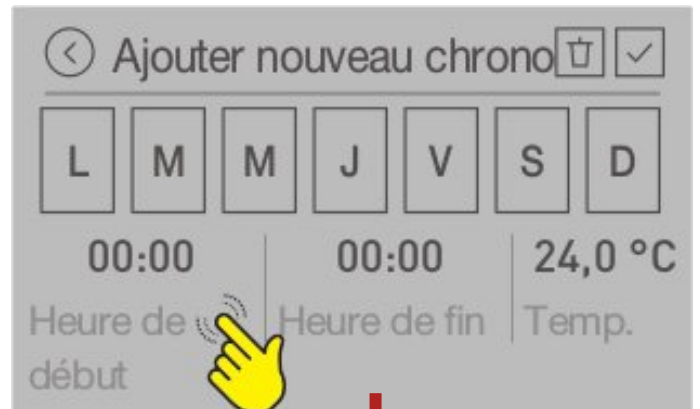 Ajouter nouveau chrono
L M M J V S D
00:00 00:00 24,0 °C
Heure de Heure de fin Temp.
début